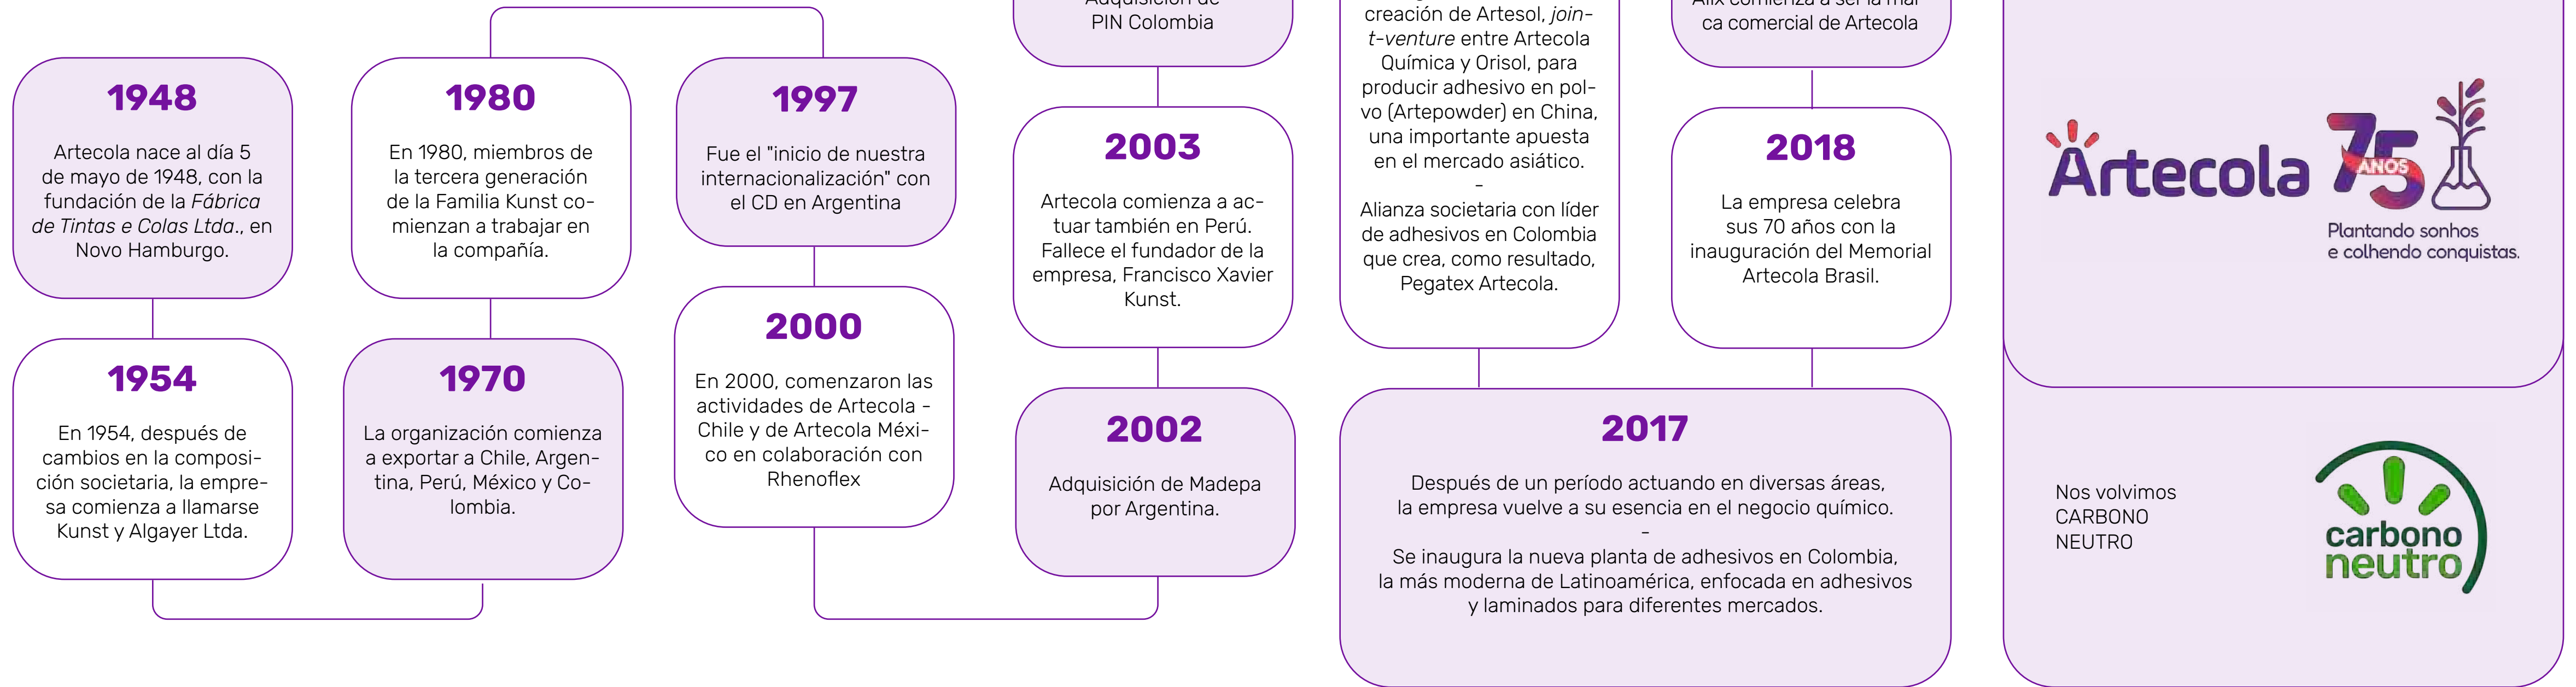 1948
Artecola nace al día 5
de mayo de 1948, con la
fundación de la Fábrica
de Tintas e Colas Ltda., en
Novo Hamburgo.
1954
En 1954, después de
cambios en la composi-
ción societaria, la empre-
sa comienza a llamarse
Kunst y Algayer Ltda.
1980
En 1980, miembros de
la tercera generación
de la Familia Kunst co-
mienzan a trabajar en
la compañía.
1970
La organización comienza
a exportar a Chile, Argen-
tina, Perú, México y Co-
lombia.
1997
Fue el "inicio de nuestra
internacionalización" con
el CD en Argentina
2000
En 2000, comenzaron las
actividades de Artecola -
Chile y de Artecola Méxi-
co en colaboración con
Rhenoflex
Adquisición de
PIN Colombia
2003
Artecola comienza a ac-
tuar también en Perú.
Fallece el fundador de la
empresa, Francisco Xavier
Kunst.
2002
Adquisición de Madepa
por Argentina.
creación de Artesol, join-
t-venture entre Artecola
Química y Orisol, para
producir adhesivo en pol-
vo (Artepowder) en China,
una importante apuesta
en el mercado asiático.
-
Alianza societaria con líder
de adhesivos en Colombia
que crea, como resultado,
Pegatex Artecola.
comienza a ser la mar-
ca comercial de Artecola
2018
La empresa celebra
sus 70 años con la
inauguración del Memorial
Artecola Brasil.
2017
Después de un período actuando en diversas áreas,
la empresa vuelve a su esencia en el negocio químico.
-
Se inaugura la nueva planta de adhesivos en Colombia,
la más moderna de Latinoamérica, enfocada en adhesivos
y laminados para diferentes mercados.
Artecola
75
ANOS
Plantando sonhos
e colhendo conquistas.
Nos volvimos
CARBONO
NEUTRO
carbono
neutro